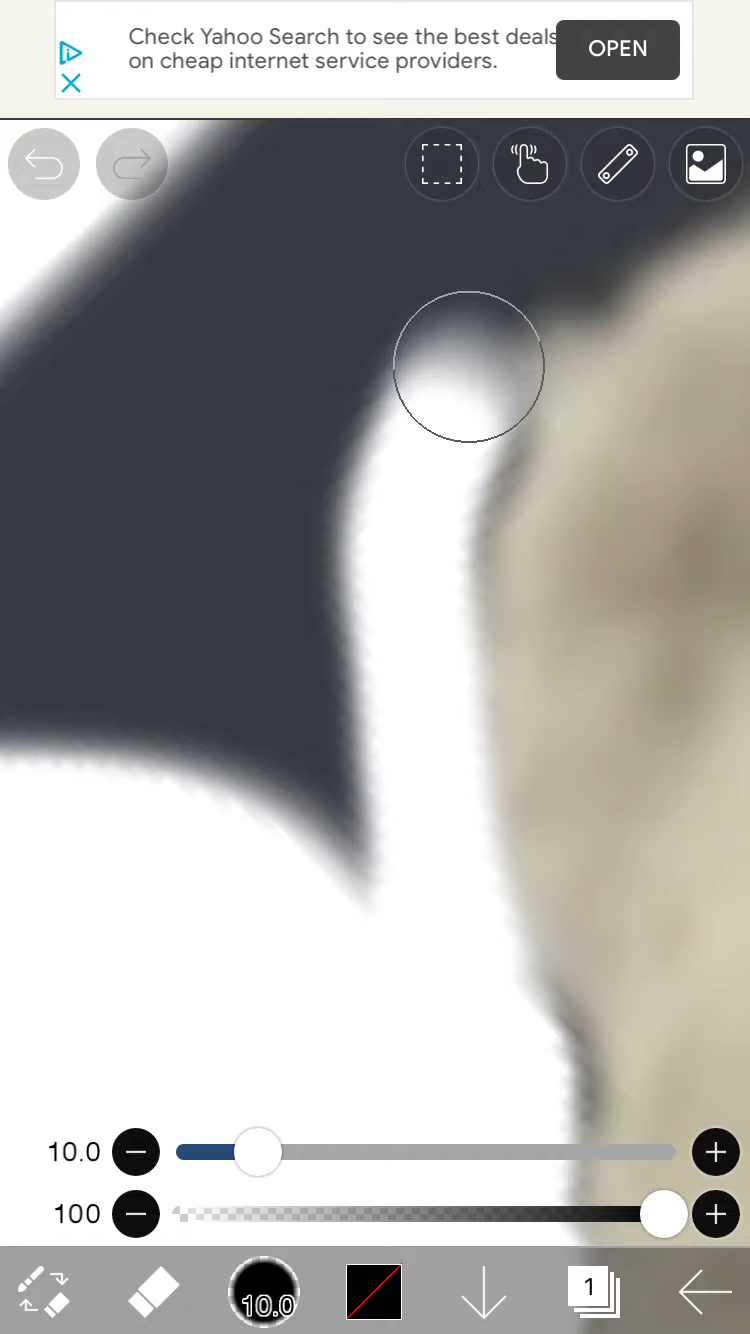 Check Yahoo Search to see the best deals
on cheap internet service providers.
OPEN
10.0
100
10.0
1